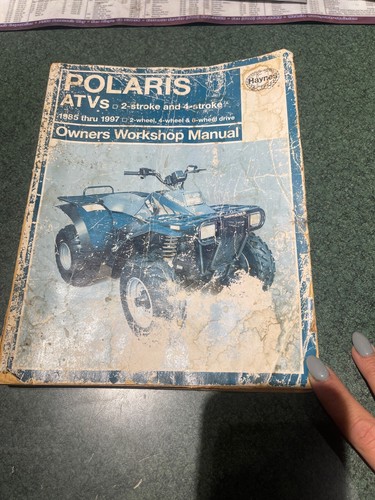 Haynes
POLARIS
ATVs 2-stroke and 4-stroke
1985 thru 1997 2-wheel, 4-wheel & 6-wheel drive
Owners Workshop Manual